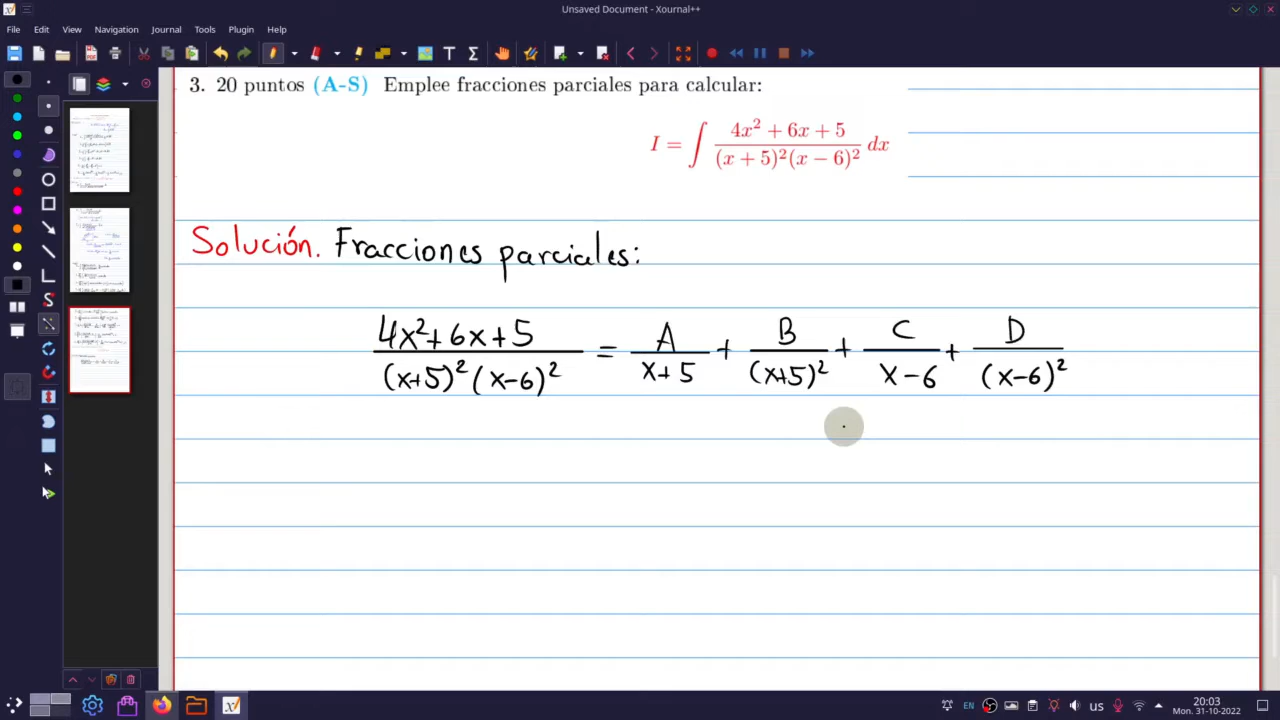 Unsaved Document - Xournal++
File Edit View Navigation Journal Tools Plugin Help
3. 20 puntos (A-S) Emplee fracciones parciales para calcular:
I = ∫ (4x² + 6x + 5)/((x + 5)²(x − 6)²) dx
Solución. Fracciones parciales:
(4x²+6x+5)/((x+5)²(x−6)²) = A/(x+5) + B/(x+5)² + C/(x−6) + D/(x−6)²
EN us 20:03
Mon. 31-10-2022